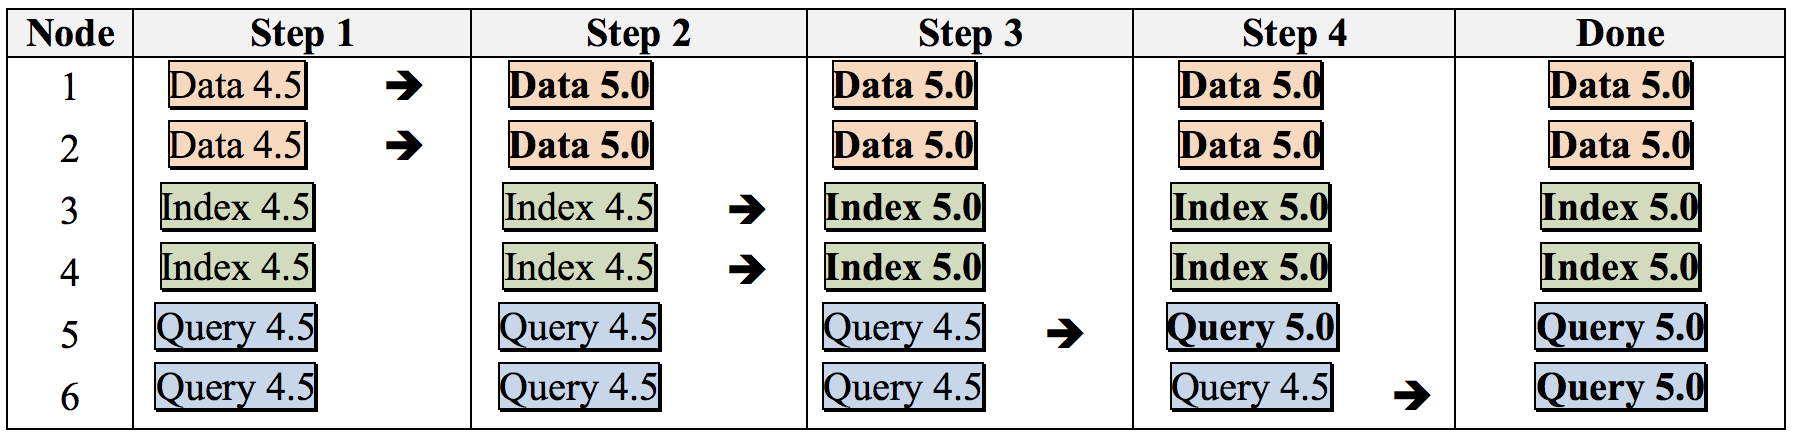 Node Step 1 Step 2 Step 3 Step 4 Done
1 Data 4.5 ➔ Data 5.0 Data 5.0 Data 5.0 Data 5.0
2 Data 4.5 ➔ Data 5.0 Data 5.0 Data 5.0 Data 5.0
3 Index 4.5 Index 4.5 ➔ Index 5.0 Index 5.0 Index 5.0
4 Index 4.5 Index 4.5 ➔ Index 5.0 Index 5.0 Index 5.0
5 Query 4.5 Query 4.5 Query 4.5 ➔ Query 5.0 Query 5.0
6 Query 4.5 Query 4.5 Query 4.5 Query 4.5 ➔ Query 5.0